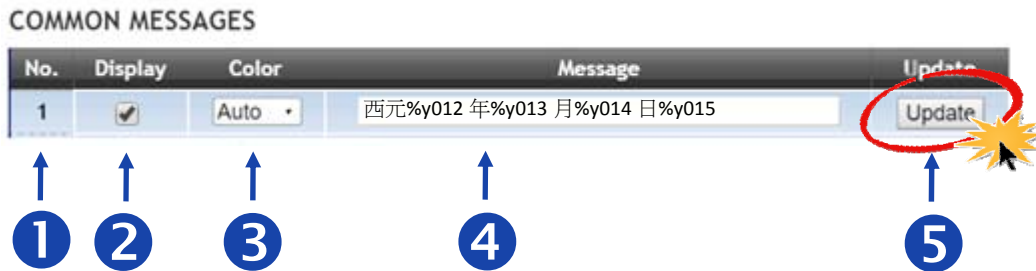 COMMON MESSAGES
No. Display Color Message Update
1 Auto 西元%y012 年%y013 月%y014 日%y015 Update
1 2 3 4 5